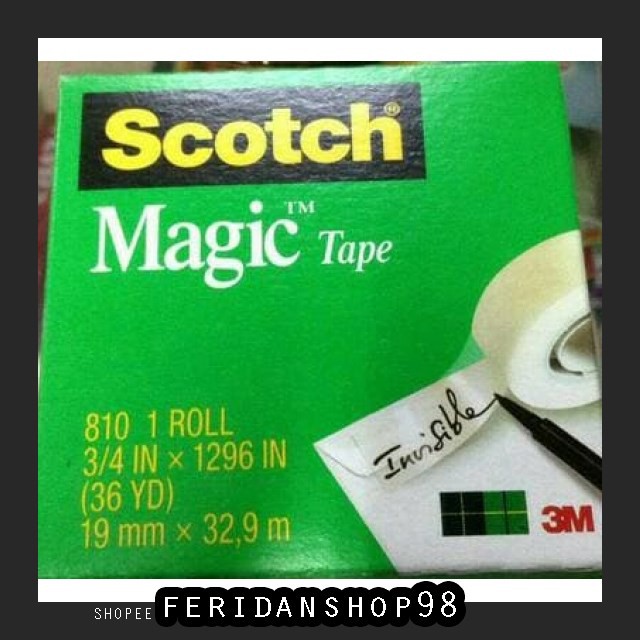 Scotch®
Magic™ Tape
810 1 ROLL
3/4 IN × 1296 IN
(36 YD)
19 mm × 32,9 m
Invisible
3M
SHOPEE FERIDANSHOP98